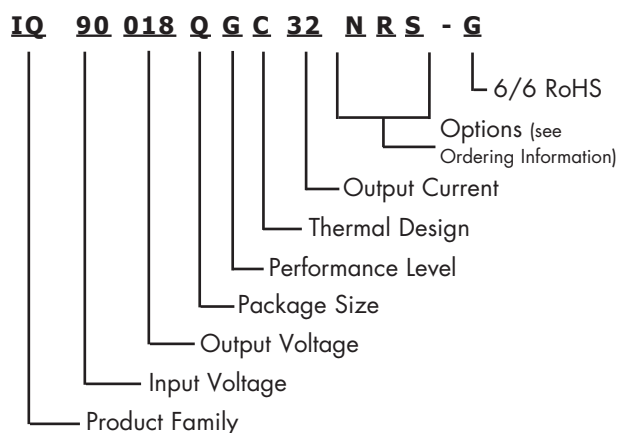 IQ 90 018 Q G C 32 N R S - G
6/6 RoHS
Options (see
Ordering Information)
Output Current
Thermal Design
Performance Level
Package Size
Output Voltage
Input Voltage
Product Family